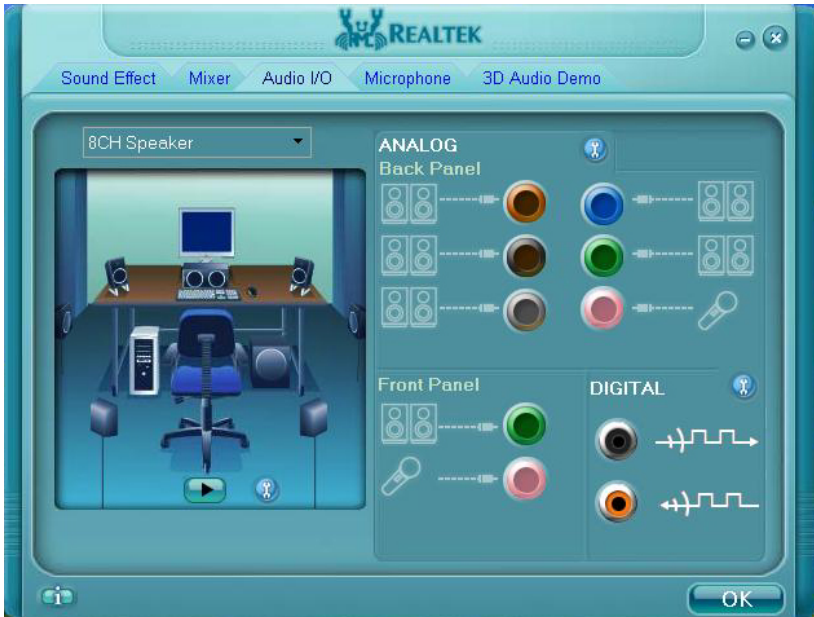 REALTEK
Sound Effect Mixer Audio I/O Microphone 3D Audio Demo
8CH Speaker
ANALOG
Back Panel
Front Panel
DIGITAL
i
OK